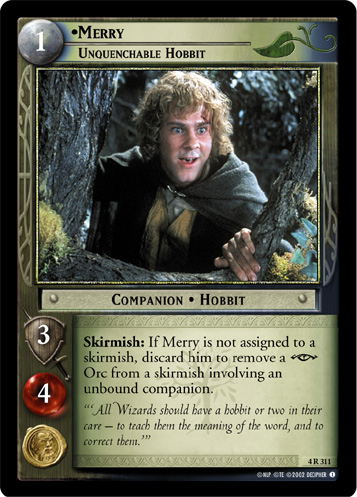 1
•Merry
Unquenchable Hobbit
Companion • Hobbit
3
4
Skirmish: If Merry is not assigned to a
skirmish, discard him to remove a
Orc from a skirmish involving an
unbound companion.
“‘All Wizards should have a hobbit or two in their
care – to teach them the meaning of the word, and to
correct them.’”
4 R 311
©NLP ©TE ©2002 DECIPHER